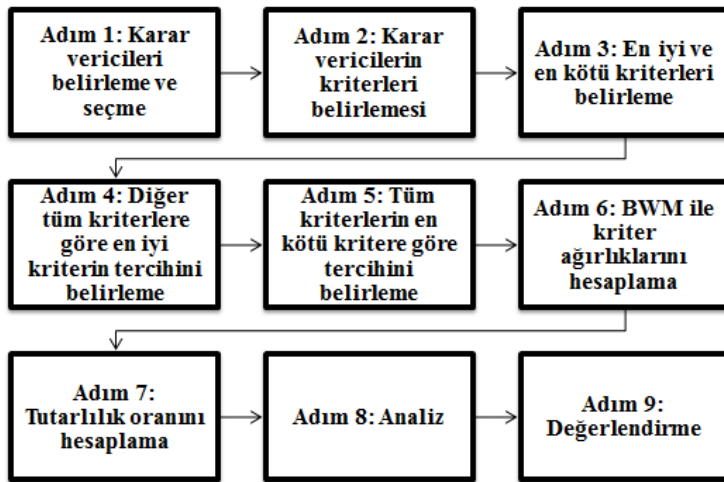 Adım 1: Karar
vericileri
belirleme ve
seçme
Adım 2: Karar
vericilerin
kriterleri
belirlemesi
Adım 3: En iyi ve
en kötü kriterleri
belirleme
Adım 4: Diğer
tüm kriterlere
göre en iyi
kriterin tercihini
belirleme
Adım 5: Tüm
kriterlerin en
kötü kritere göre
tercihini
belirleme
Adım 6: BWM ile
kriter
ağırlıklarını
hesaplama
Adım 7:
Tutarlılık oranını
hesaplama
Adım 8: Analiz
Adım 9:
Değerlendirme